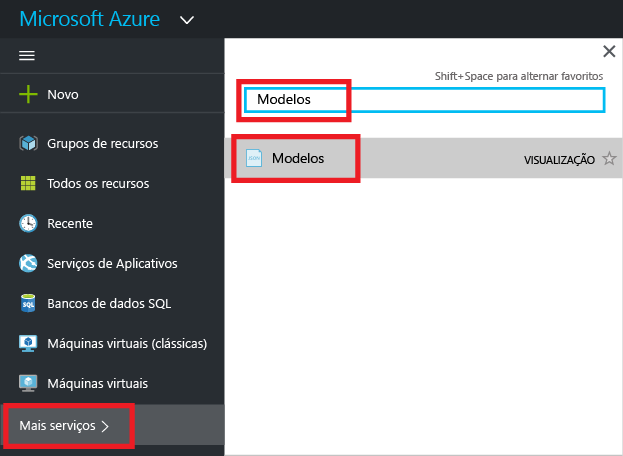 Microsoft Azure
Shift+Space para alternar favoritos
Novo
Modelos
Grupos de recursos
Modelos
VISUALIZAÇÃO
Todos os recursos
Recente
Serviços de Aplicativos
Bancos de dados SQL
SQL
Máquinas virtuais (clássicas)
Máquinas virtuais
Mais serviços